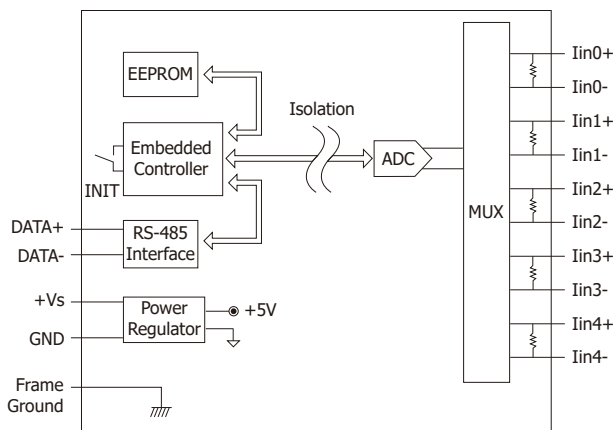 EEPROM
Isolation
Embedded
Controller
INIT
ADC
MUX
DATA+
DATA-
RS-485
Interface
+Vs
GND
Power
Regulator
+5V
Frame
Ground
Iin0+
Iin0-
Iin1+
Iin1-
Iin2+
Iin2-
Iin3+
Iin3-
Iin4+
Iin4-